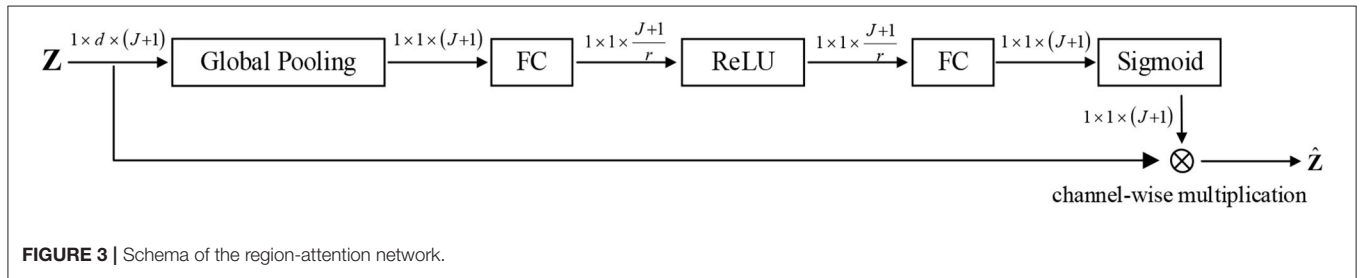 1×d×(J+1) 1×1×(J+1) 1×1×(J+1)/r 1×1×(J+1)/r 1×1×(J+1)
Z Global Pooling FC ReLU FC Sigmoid
1×1×(J+1)
⊗ Ẑ
channel-wise multiplication
FIGURE 3 | Schema of the region-attention network.